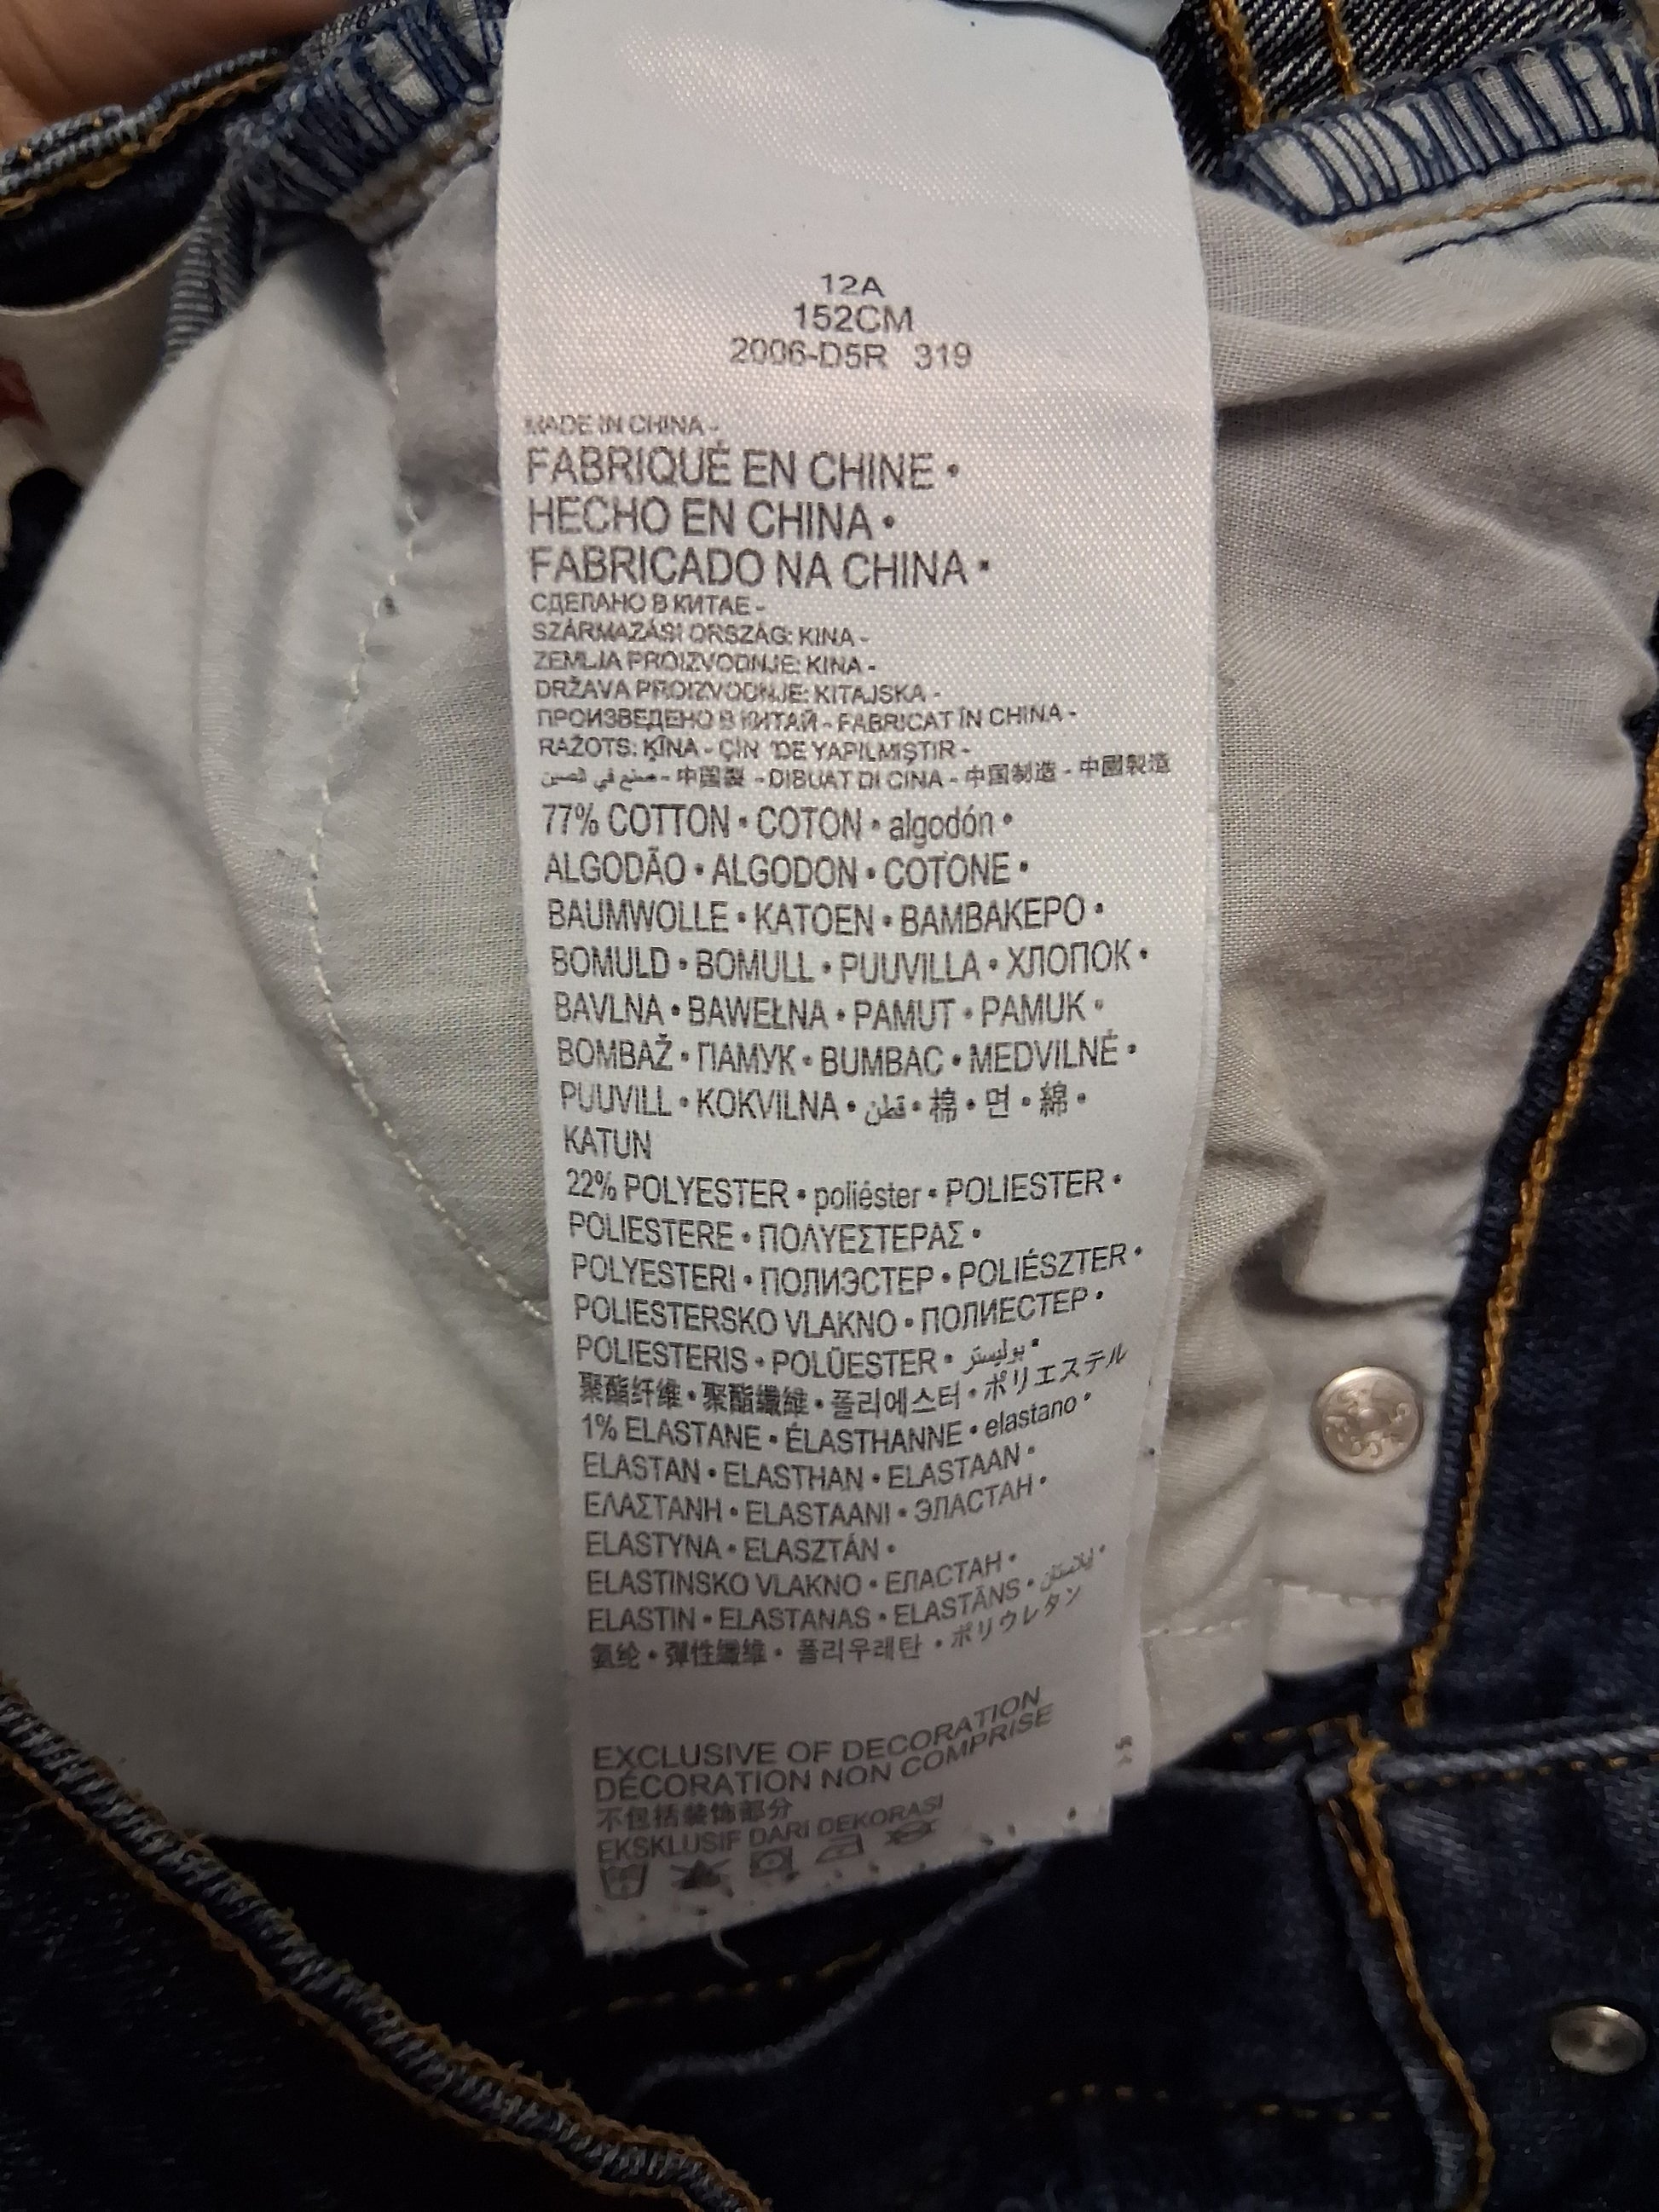 12A
152CM
2006-D5R 319
MADE IN CHINA -
FABRIQUÉ EN CHINE •
HECHO EN CHINA •
FABRICADO NA CHINA •
СДЕЛАНО В КИТАЕ -
SZÁRMAZÁSI ORSZÁG: KINA -
ZEMLJA PROIZVODNJE: KINA -
DRŽAVA PROIZVODNJE: KITAJSKA -
ПРОИЗВЕДЕНО В КИТАЙ - FABRICAT ÎN CHINA -
RAŽOTS: ĶĪNA - ÇİN 'DE YAPILMIŞTIR -
صنع في الصين - 中国製 - DIBUAT DI CINA - 中国制造 - 中國製造
77% COTTON • COTON • algodón •
ALGODÃO • ALGODON • COTONE •
BAUMWOLLE • KATOEN • ΒΑΜΒΑΚΕΡΟ •
BOMULD • BOMULL • PUUVILLA • ХЛОПОК •
BAVLNA • BAWEŁNA • PAMUT • PAMUK •
BOMBAŽ • ПАМУК • BUMBAC • MEDVILNÉ •
PUUVILL • KOKVILNA • قطن • 棉 • 면 • 綿 •
KATUN
22% POLYESTER • poliéster • POLIESTER •
POLIESTERE • ΠΟΛΥΕΣΤΕΡΑΣ •
POLYESTERI • ПОЛИЭСТЕР • POLIÉSZTER •
POLIESTERSKO VLAKNO • ПОЛИЕСТЕР •
POLIESTERIS • POLÜESTER • بوليستر •
聚酯纤维 • 聚酯纖維 • 폴리에스터 • ポリエステル
1% ELASTANE • ÉLASTHANNE • elastano •
ELASTAN • ELASTHAN • ELASTAAN •
ΕΛΑΣΤΑΝΗ • ELASTAANI • ЭЛАСТАН •
ELASTYNA • ELASZTÁN •
ELASTINSKO VLAKNO • ЕЛАСТАН •
ELASTIN • ELASTANAS • ELASTĀNS • ايلاستان •
氨纶 • 彈性纖維 • 폴리우레탄 • ポリウレタン
EXCLUSIVE OF DECORATION
DÉCORATION NON COMPRISE
不包括装饰部分
EKSKLUSIF DARI DEKORASI